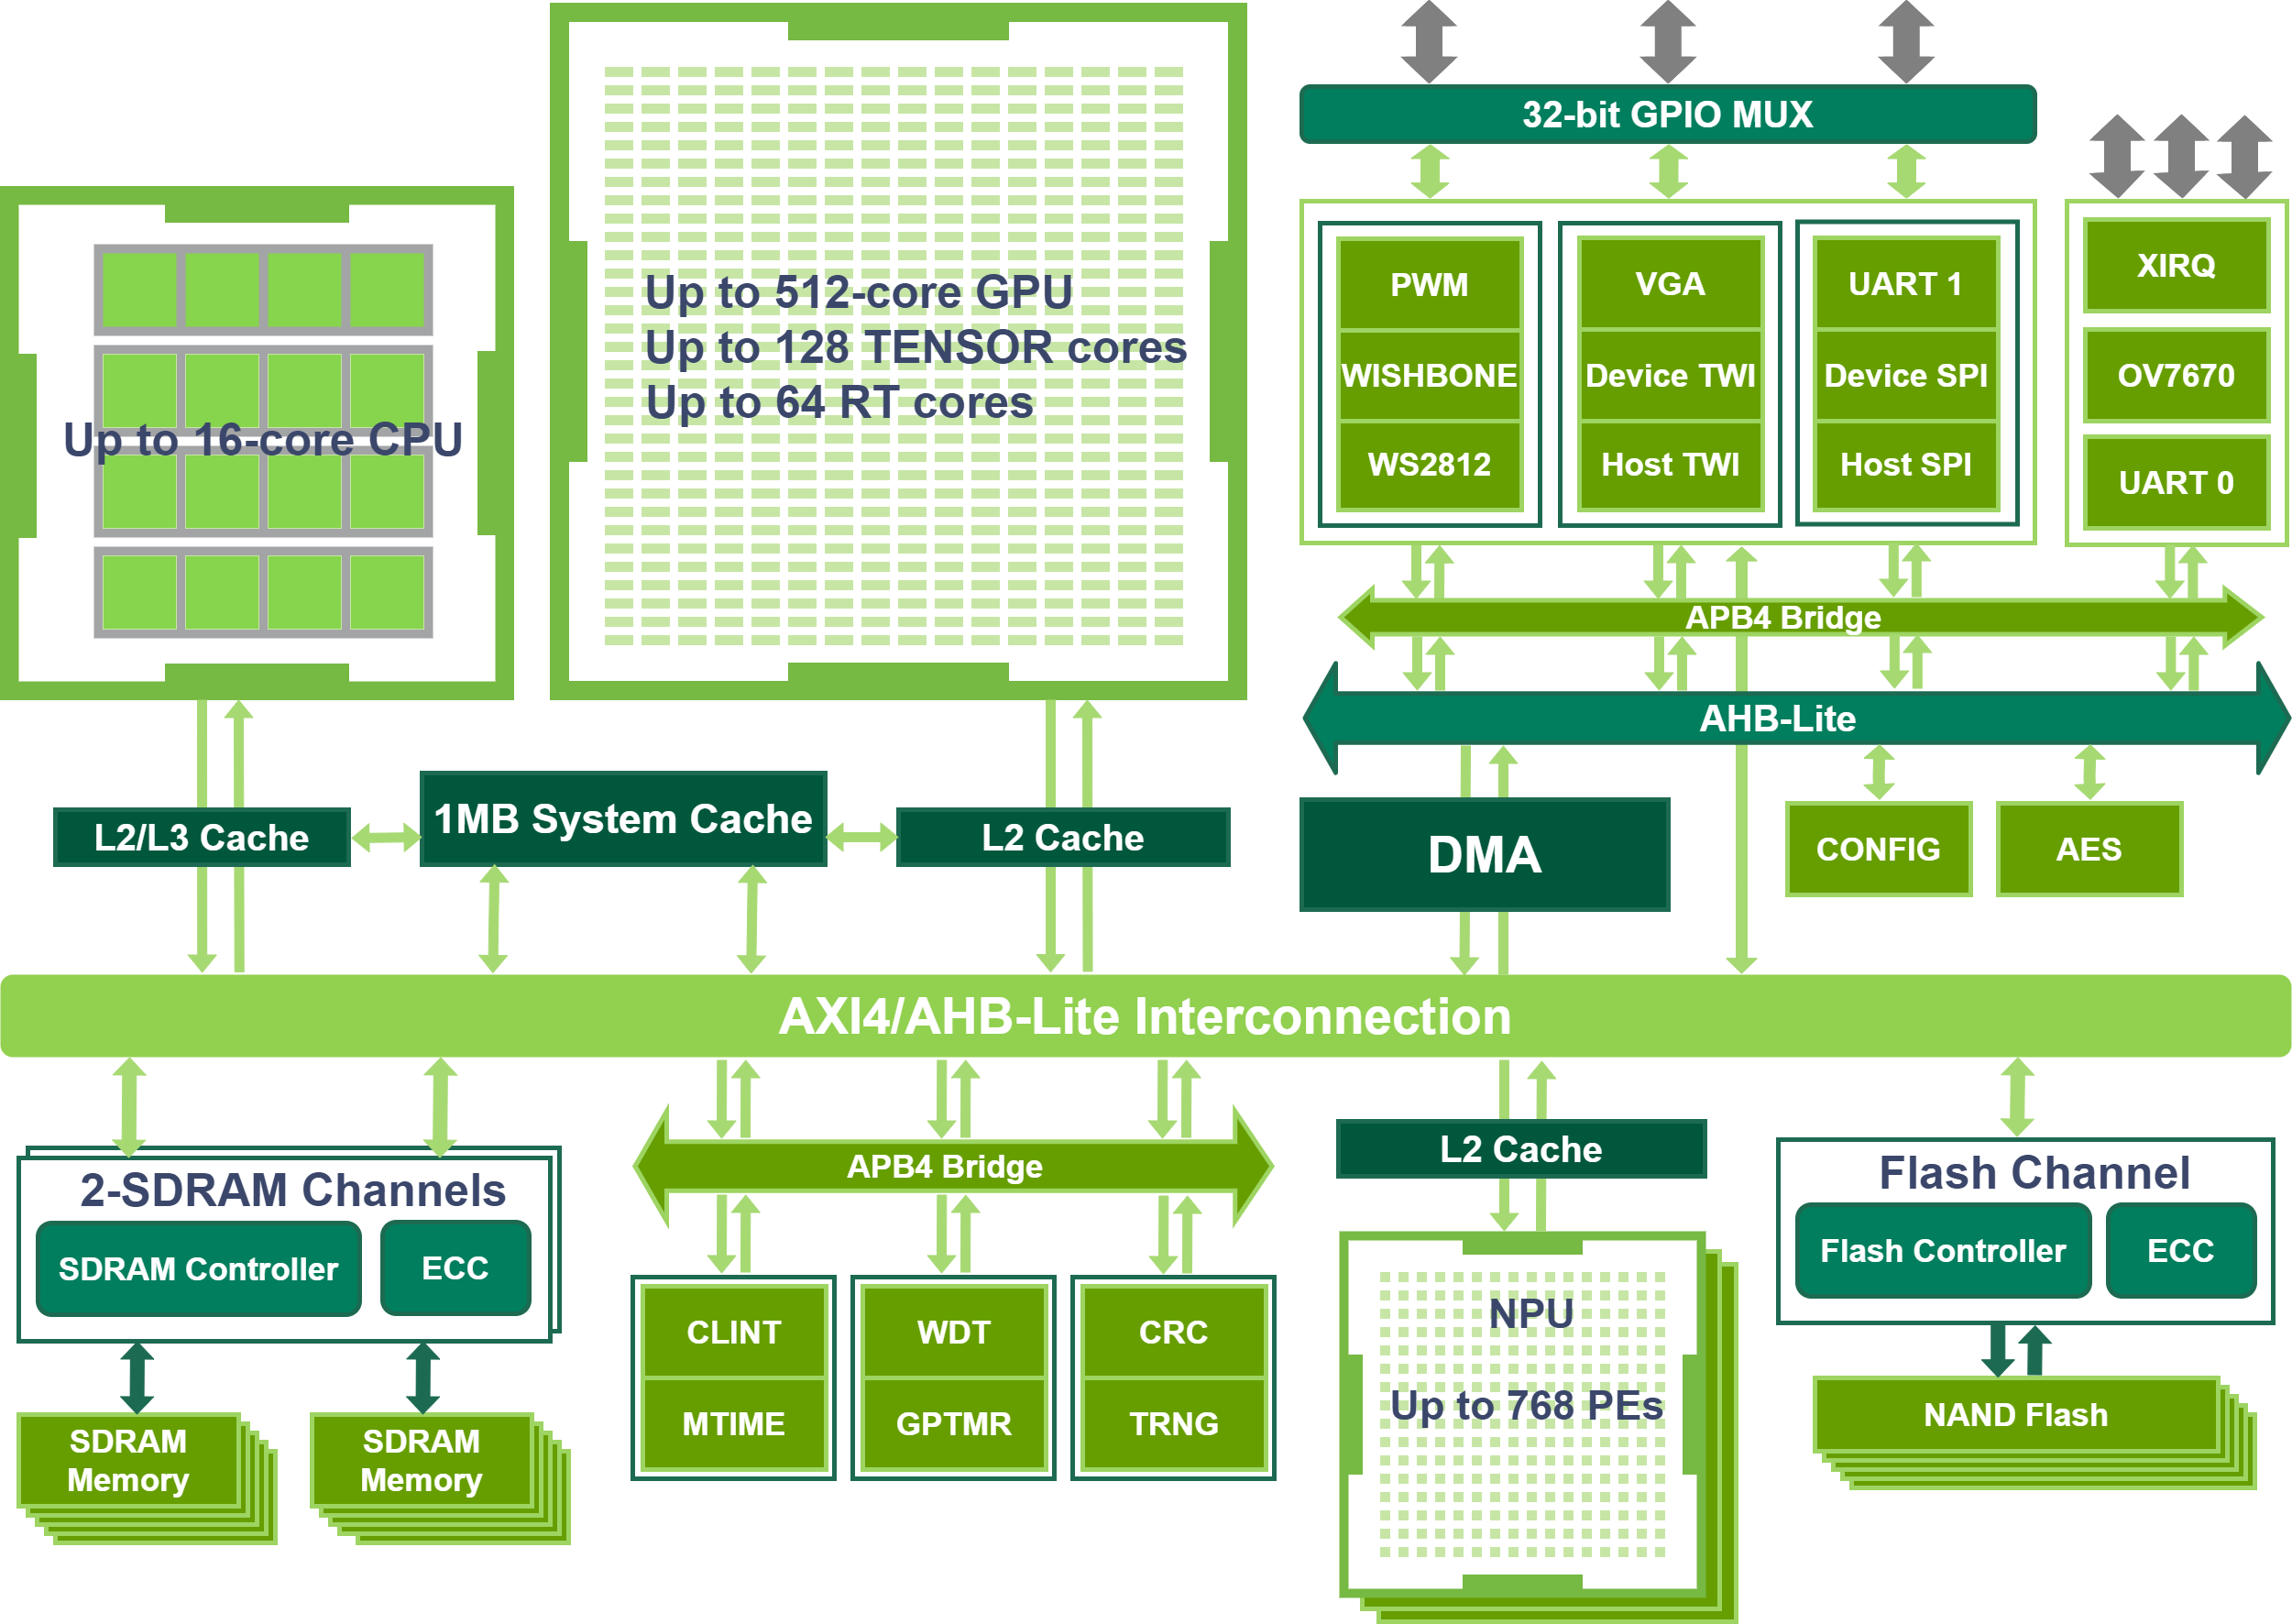 Up to 16-core CPU
Up to 512-core GPU
Up to 128 TENSOR cores
Up to 64 RT cores
32-bit GPIO MUX
PWM
WISHBONE
WS2812
VGA
Device TWI
Host TWI
UART 1
Device SPI
Host SPI
XIRQ
OV7670
UART 0
APB4 Bridge
AHB-Lite
L2/L3 Cache
1MB System Cache
L2 Cache
DMA
CONFIG
AES
AXI4/AHB-Lite Interconnection
2-SDRAM Channels
SDRAM Controller
ECC
SDRAM
Memory
SDRAM
Memory
APB4 Bridge
CLINT
MTIME
WDT
GPTMR
CRC
TRNG
L2 Cache
NPU
Up to 768 PEs
Flash Channel
Flash Controller
ECC
NAND Flash